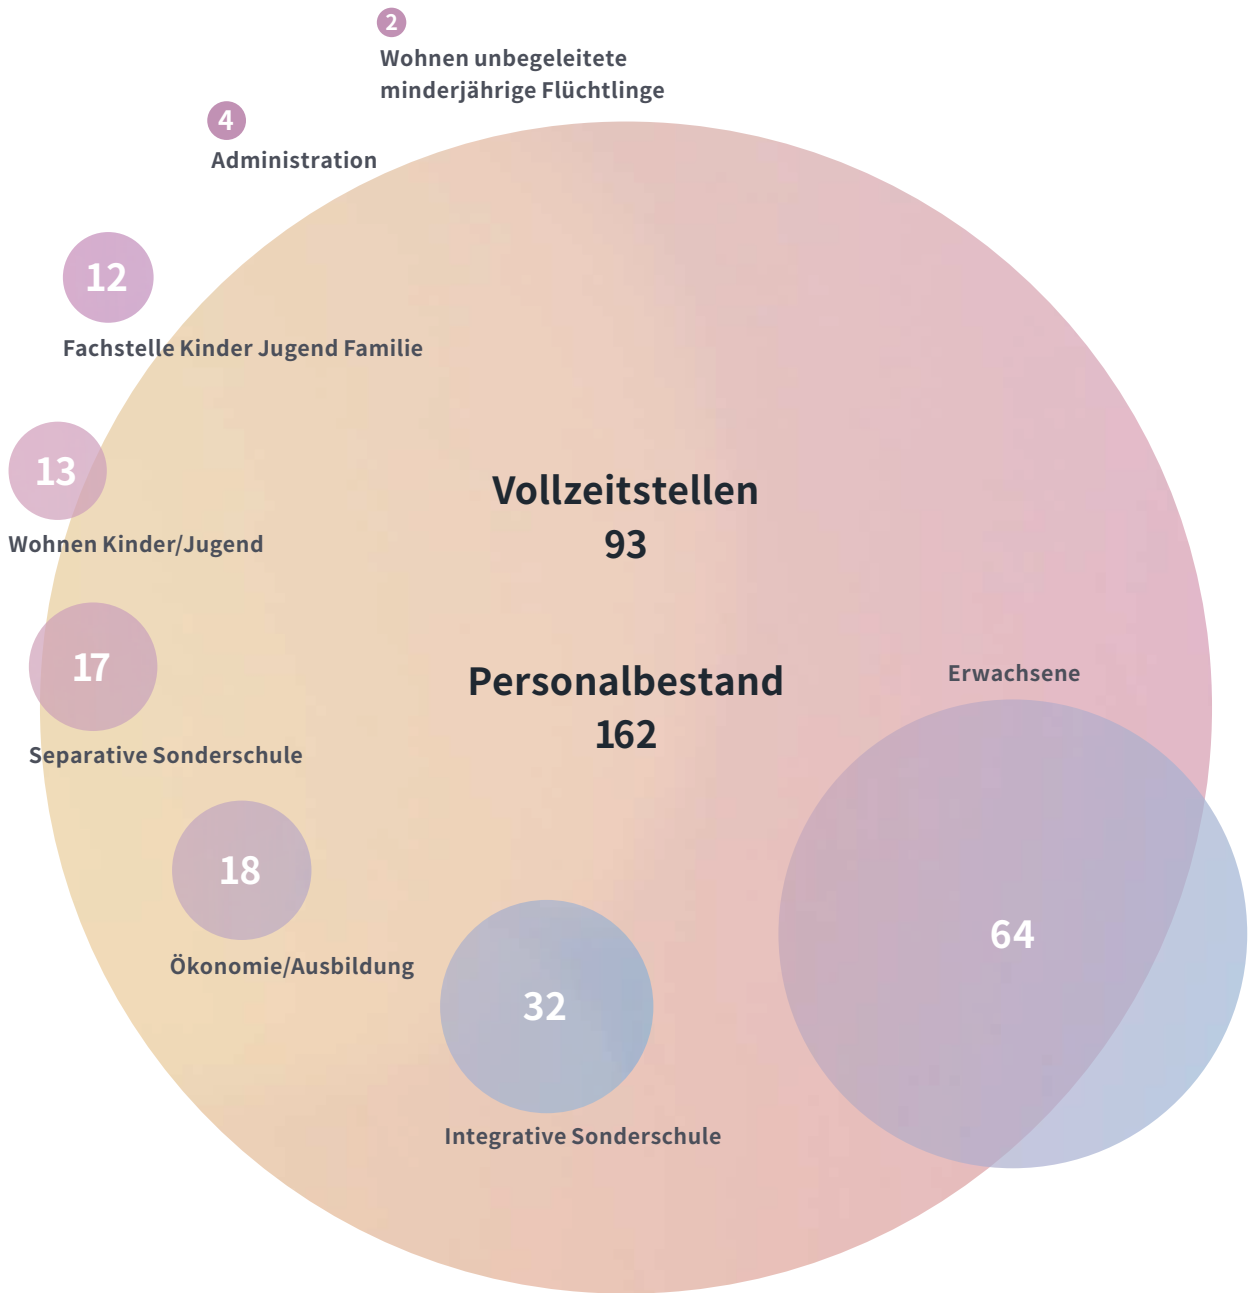 2
Wohnen unbegeleitete
minderjährige Flüchtlinge
4
Administration
12
Fachstelle Kinder Jugend Familie
13
Wohnen Kinder/Jugend
Vollzeitstellen
93
17
Separative Sonderschule
Personalbestand
162
Erwachsene
64
18
Ökonomie/Ausbildung
32
Integrative Sonderschule